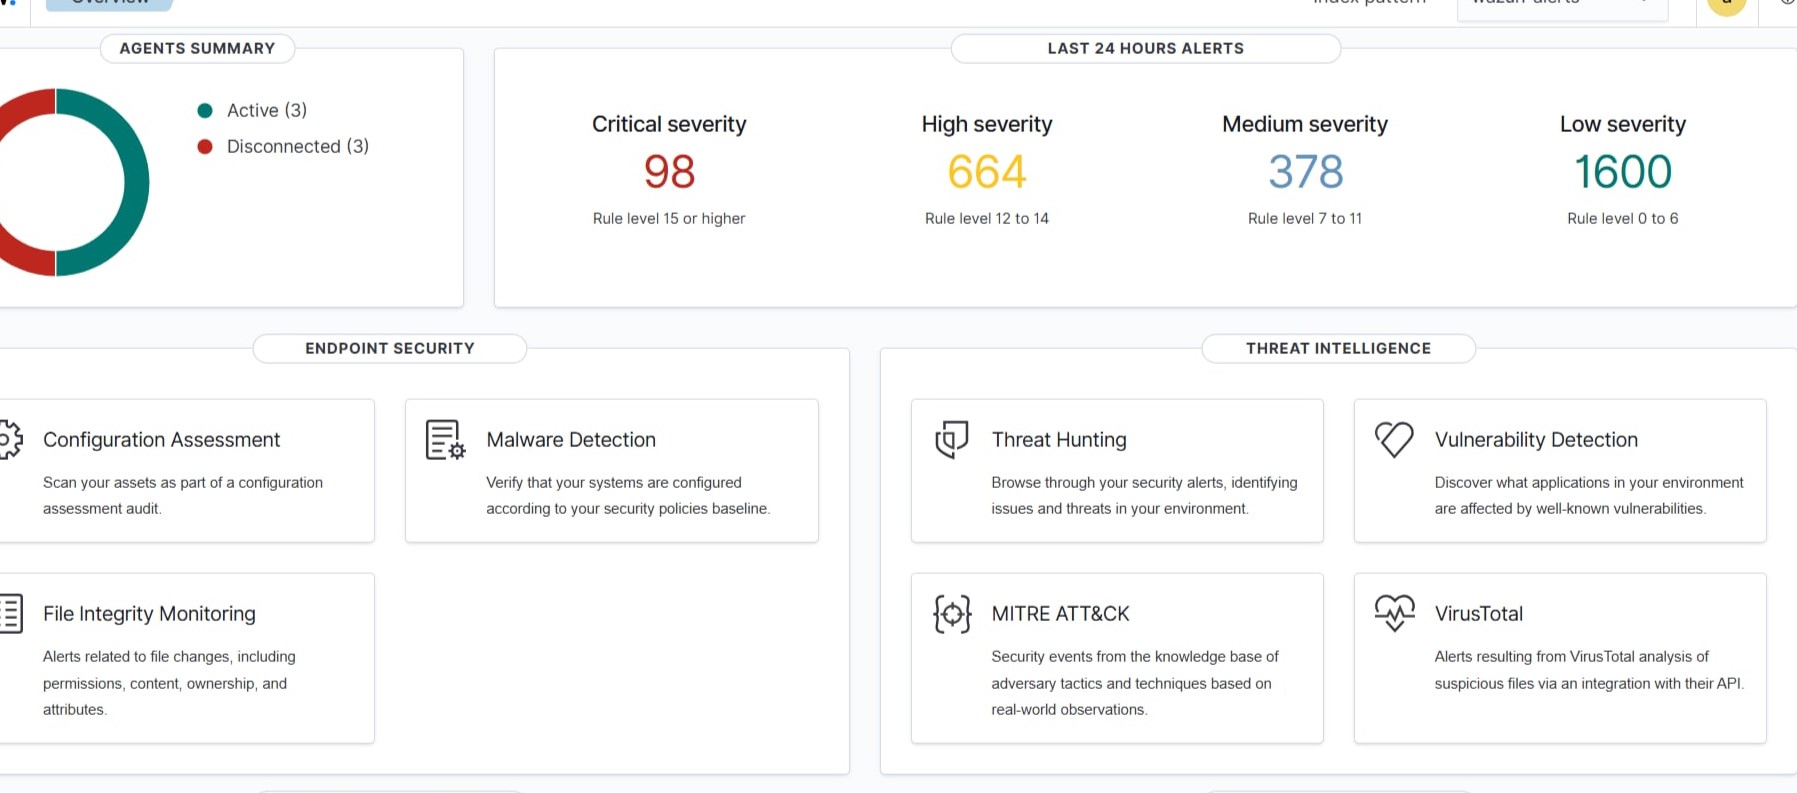 Overview
Index pattern
wazuh-alerts
a
AGENTS SUMMARY
Active (3)
Disconnected (3)
LAST 24 HOURS ALERTS
Critical severity
98
Rule level 15 or higher
High severity
664
Rule level 12 to 14
Medium severity
378
Rule level 7 to 11
Low severity
1600
Rule level 0 to 6
ENDPOINT SECURITY
Configuration Assessment
Scan your assets as part of a configuration
assessment audit.
Malware Detection
Verify that your systems are configured
according to your security policies baseline.
File Integrity Monitoring
Alerts related to file changes, including
permissions, content, ownership, and
attributes.
THREAT INTELLIGENCE
Threat Hunting
Browse through your security alerts, identifying
issues and threats in your environment.
Vulnerability Detection
Discover what applications in your environment
are affected by well-known vulnerabilities.
MITRE ATT&CK
Security events from the knowledge base of
adversary tactics and techniques based on
real-world observations.
VirusTotal
Alerts resulting from VirusTotal analysis of
suspicious files via an integration with their API.